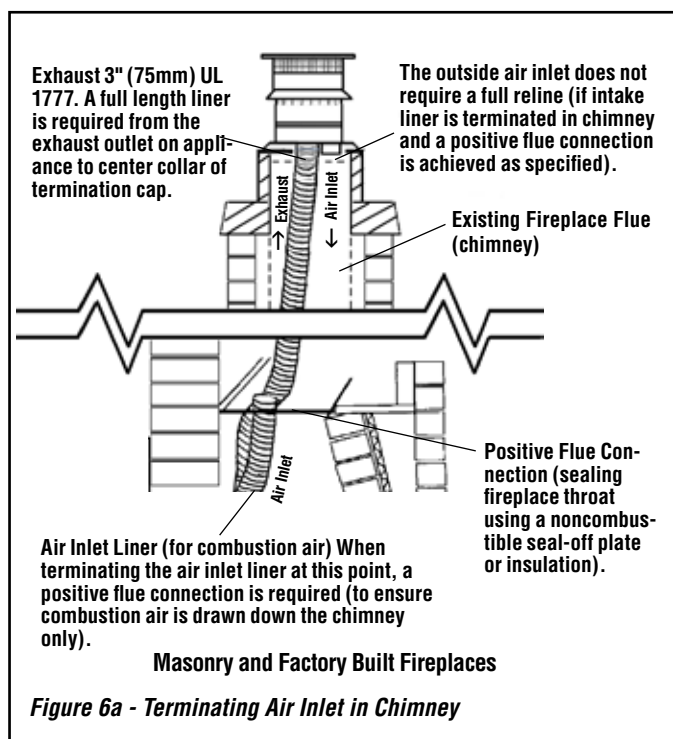 Exhaust 3" (75mm) UL
1777. A full length liner
is required from the
exhaust outlet on appli-
ance to center collar of
termination cap.
The outside air inlet does not
require a full reline (if intake
liner is terminated in chimney
and a positive flue connection
is achieved as specified).
Exhaust
Air Inlet
Existing Fireplace Flue
(chimney)
Air Inlet
Positive Flue Con-
nection (sealing
fireplace throat
using a noncombus-
tible seal-off plate
or insulation).
Air Inlet Liner (for combustion air) When
terminating the air inlet liner at this point, a
positive flue connection is required (to ensure
combustion air is drawn down the chimney
only).
Masonry and Factory Built Fireplaces
Figure 6a - Terminating Air Inlet in Chimney